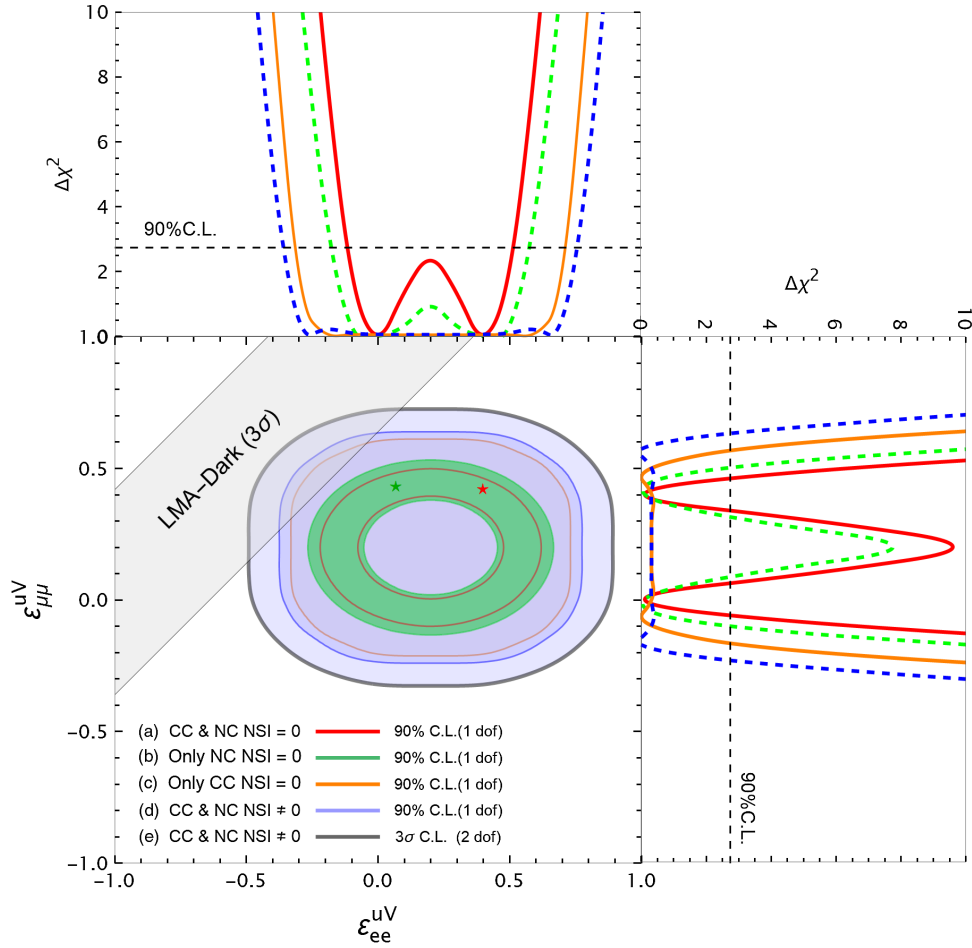 10
8
6
4
2
1.0
Δχ²
90%C.L.
Δχ²
0 2 4 6 8 10
1.0
0.5
0.0
−0.5
−1.0
ε^{uV}_{μμ}
LMA−Dark (3σ)
(a) CC & NC NSI = 0 90% C.L.(1 dof)
(b) Only NC NSI = 0 90% C.L.(1 dof)
(c) Only CC NSI = 0 90% C.L.(1 dof)
(d) CC & NC NSI ≠ 0 90% C.L.(1 dof)
(e) CC & NC NSI ≠ 0 3σ C.L. (2 dof)
90%C.L.
−1.0 −0.5 0.0 0.5 1.0
ε^{uV}_{ee}